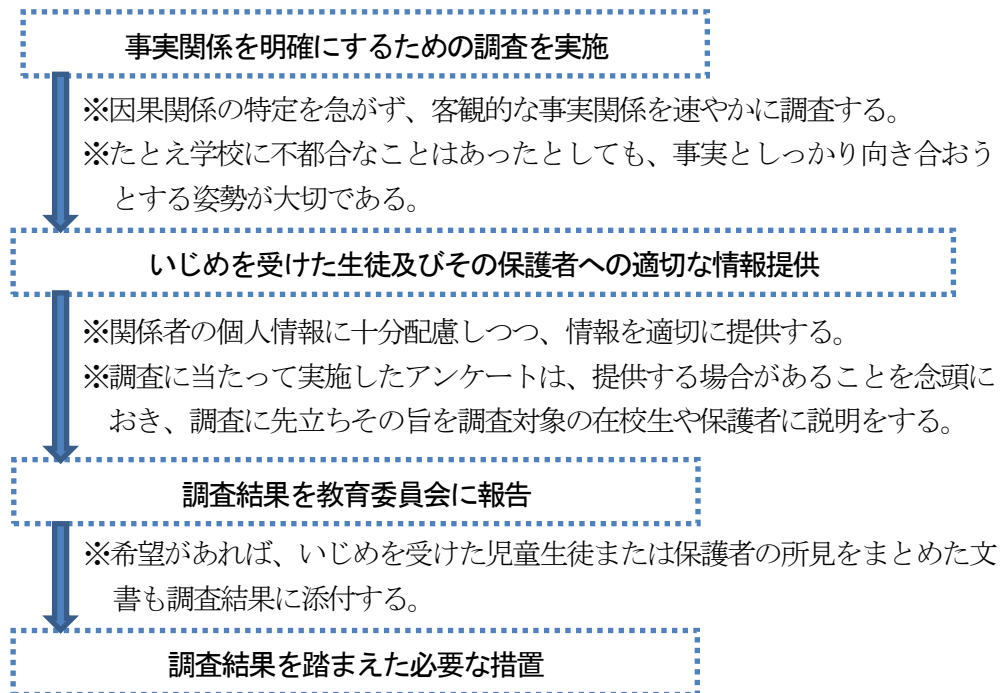 事実関係を明確にするための調査を実施
※因果関係の特定を急がず、客観的な事実関係を速やかに調査する。
※たとえ学校に不都合なことはあったとしても、事実としっかり向き合おう
とする姿勢が大切である。
いじめを受けた生徒及びその保護者への適切な情報提供
※関係者の個人情報に十分配慮しつつ、情報を適切に提供する。
※調査に当たって実施したアンケートは、提供する場合があることを念頭に
おき、調査に先立ちその旨を調査対象の在校生や保護者に説明をする。
調査結果を教育委員会に報告
※希望があれば、いじめを受けた児童生徒または保護者の所見をまとめた文
書も調査結果に添付する。
調査結果を踏まえた必要な措置